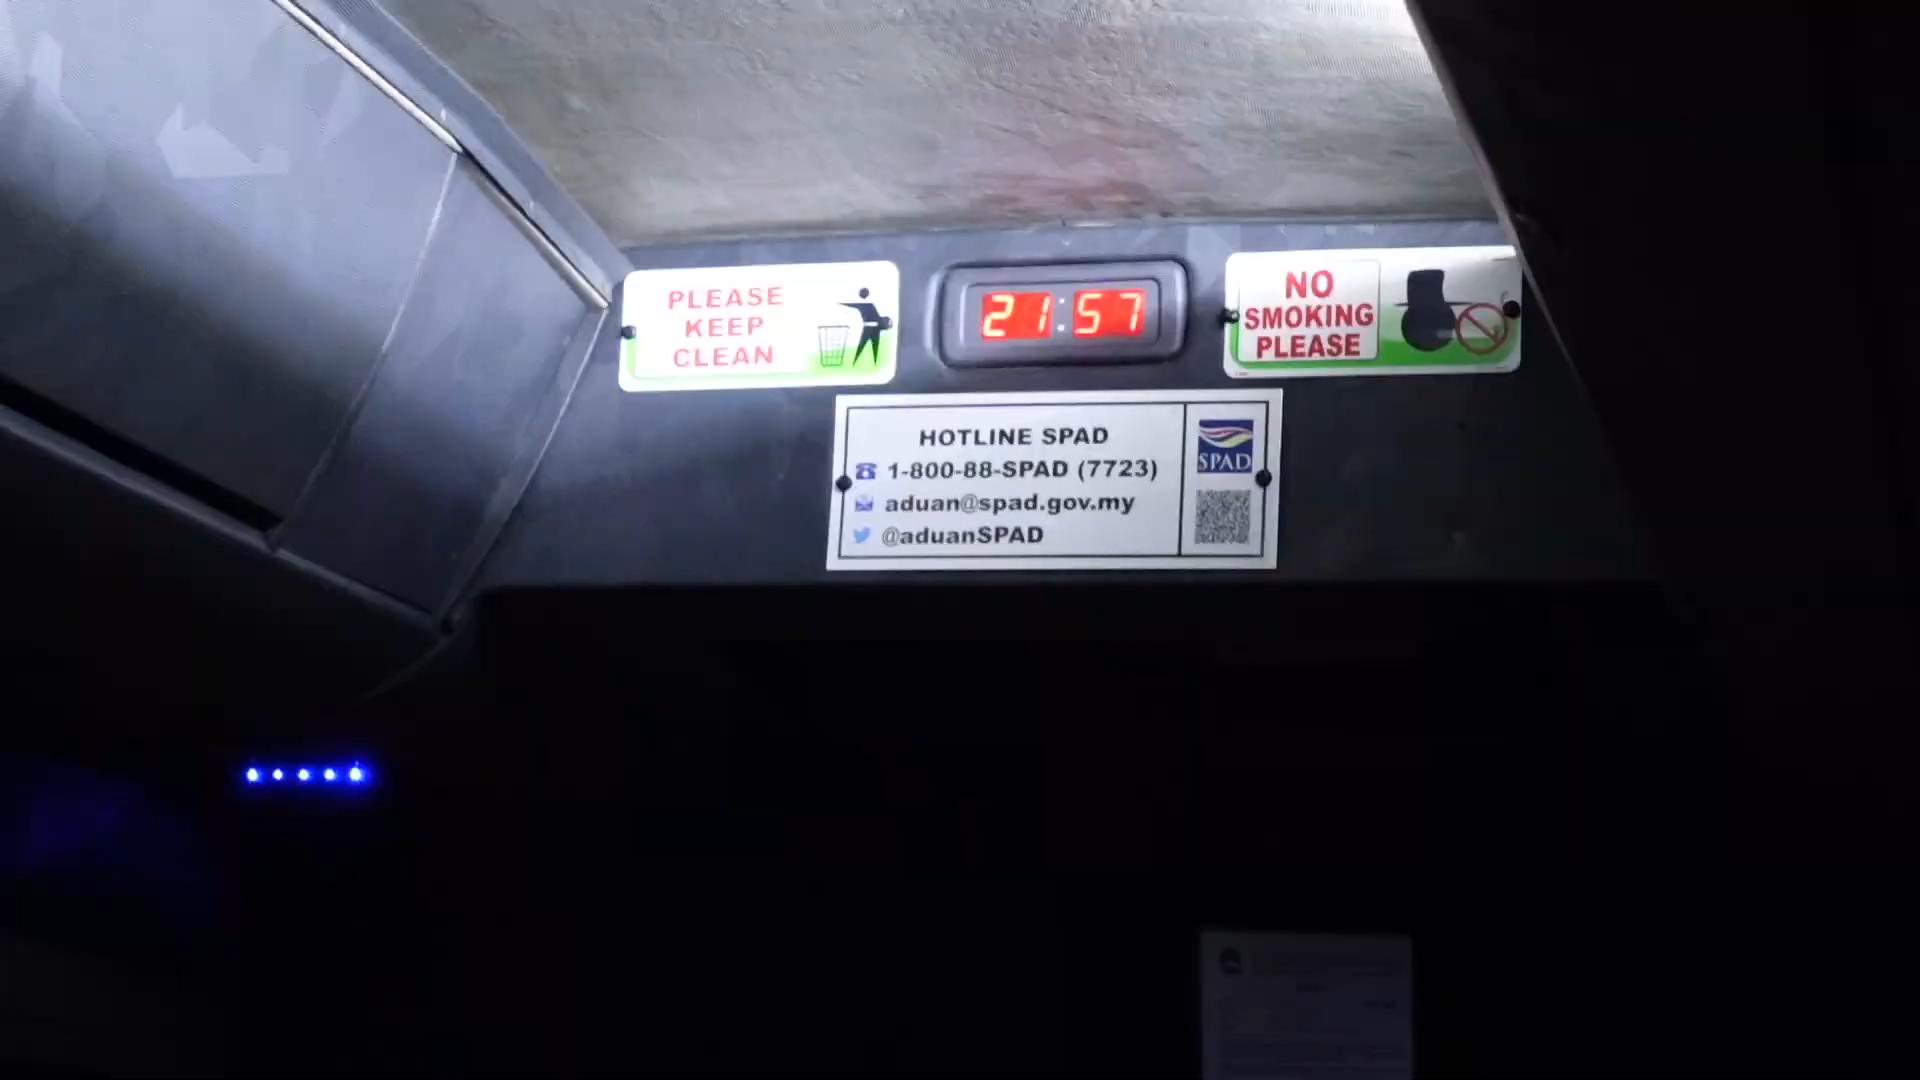 PLEASE
KEEP
CLEAN
21:57
NO
SMOKING
PLEASE
HOTLINE SPAD
1-800-88-SPAD (7723)
aduan@spad.gov.my
@aduanSPAD
SPAD